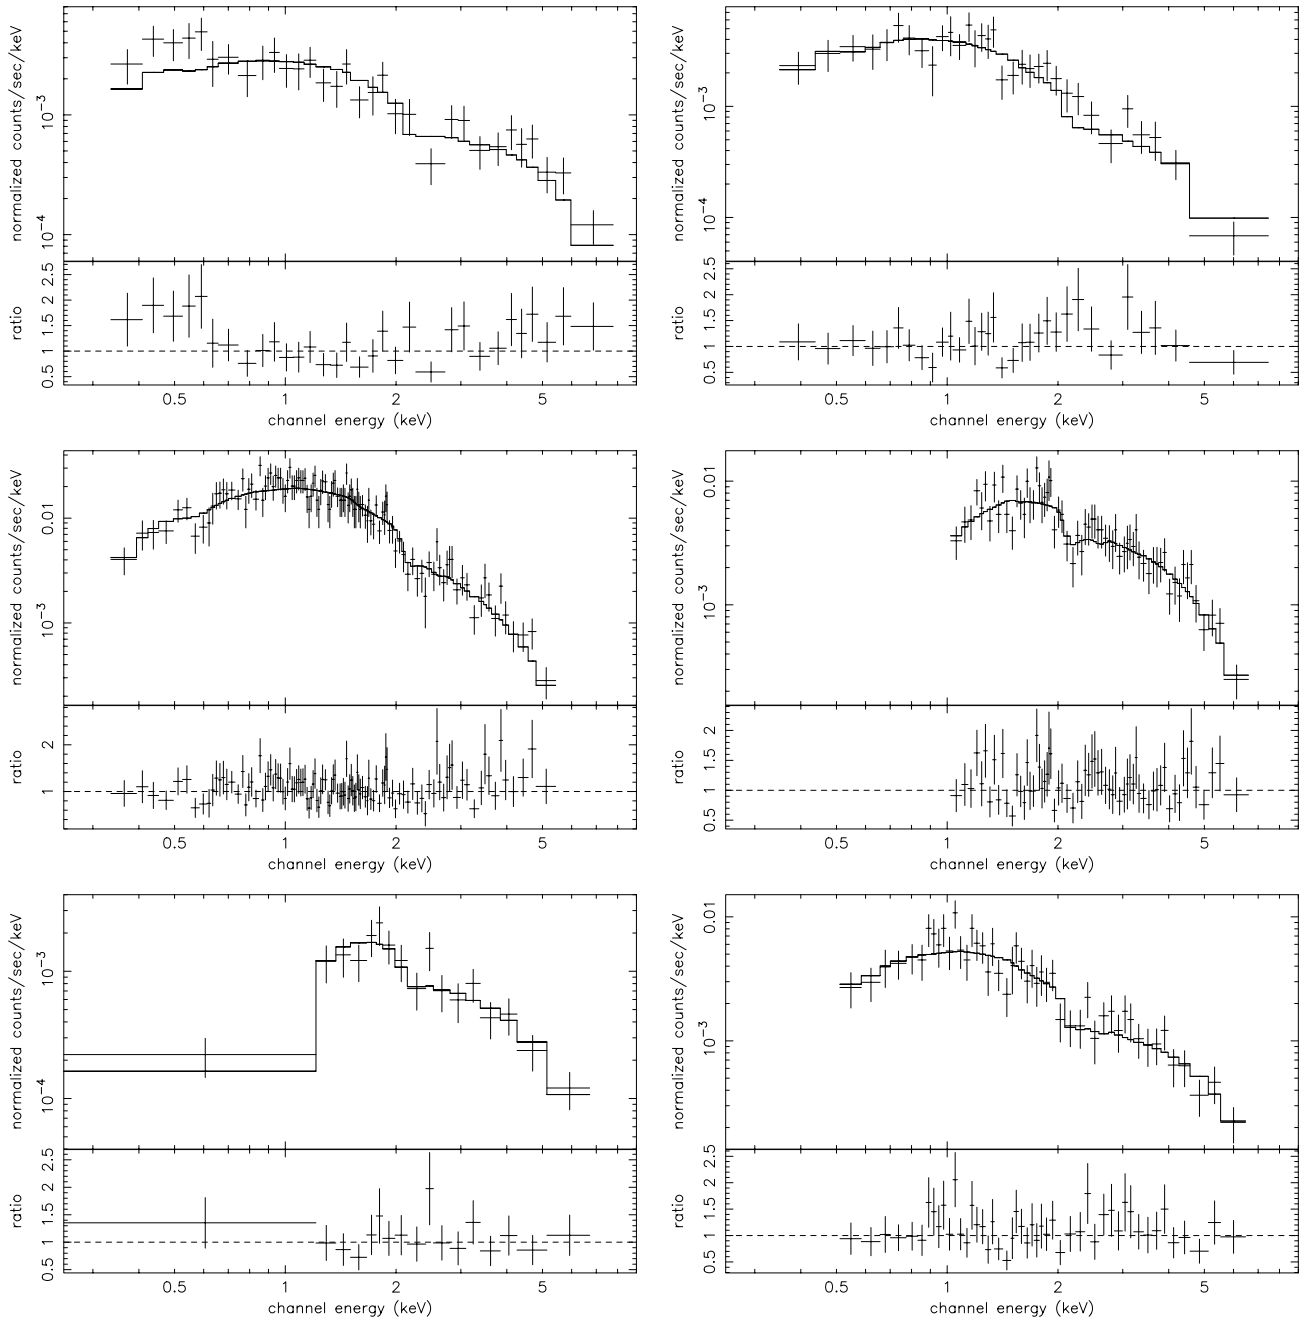 normalized counts/sec/keV
10⁻³
10⁻⁴
ratio
2.5
2
1.5
1
0.5
0.5 1 2 5
channel energy (keV)
normalized counts/sec/keV
10⁻³
10⁻⁴
ratio
2.5
2
1.5
1
0.5
0.5 1 2 5
channel energy (keV)
normalized counts/sec/keV
0.01
10⁻³
ratio
2
1
0.5 1 2 5
channel energy (keV)
normalized counts/sec/keV
0.01
10⁻³
ratio
2
1.5
1
0.5
0.5 1 2 5
channel energy (keV)
normalized counts/sec/keV
10⁻³
10⁻⁴
ratio
2.5
2
1.5
1
0.5
0.5 1 2 5
channel energy (keV)
normalized counts/sec/keV
0.01
10⁻³
ratio
2.5
2
1.5
1
0.5
0.5 1 2 5
channel energy (keV)